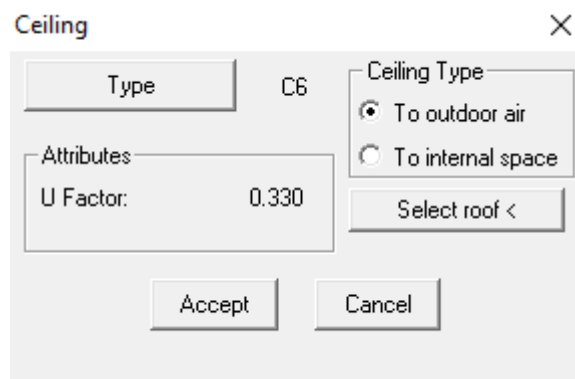 Ceiling
Type C6
Ceiling Type
To outdoor air
To internal space
Attributes
U Factor: 0.330
Select roof <
Accept Cancel